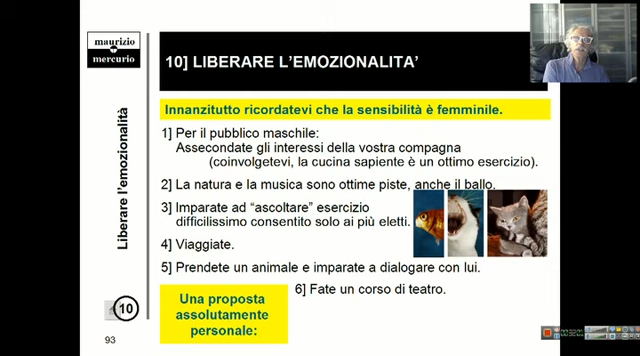 maurizio
mercurio
10] LIBERARE L'EMOZIONALITA'
Innanzitutto ricordatevi che la sensibilità è femminile.
1] Per il pubblico maschile:
Assecondate gli interessi della vostra compagna
(coinvolgetevi, la cucina sapiente è un ottimo esercizio).
2] La natura e la musica sono ottime piste, anche il ballo.
3] Imparate ad “ascoltare” esercizio
difficilissimo consentito solo ai più eletti.
4] Viaggiate.
5] Prendete un animale e imparate a dialogare con lui.
6] Fate un corso di teatro.
Una proposta
assolutamente
personale:
Liberare l'emozionalità
10
93